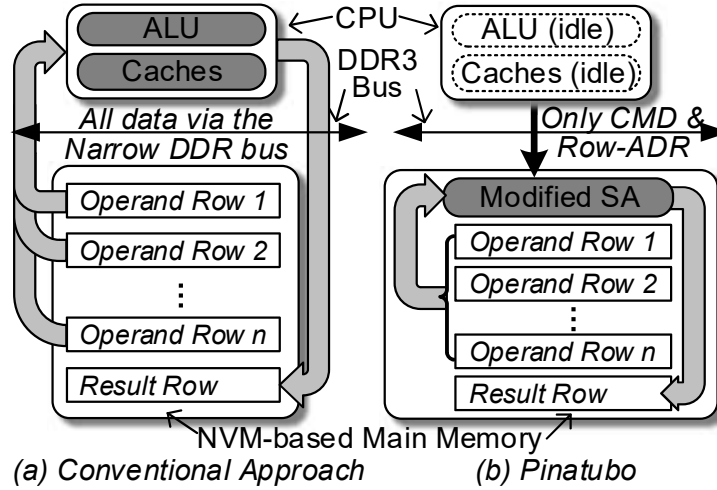 ALU
Caches
CPU
ALU (idle)
Caches (idle)
DDR3
Bus
All data via the
Narrow DDR bus
Only CMD &
Row-ADR
Operand Row 1
Operand Row 2
⋮
Operand Row n
Result Row
Modified SA
Operand Row 1
Operand Row 2
⋮
Operand Row n
Result Row
NVM-based Main Memory
(a) Conventional Approach
(b) Pinatubo